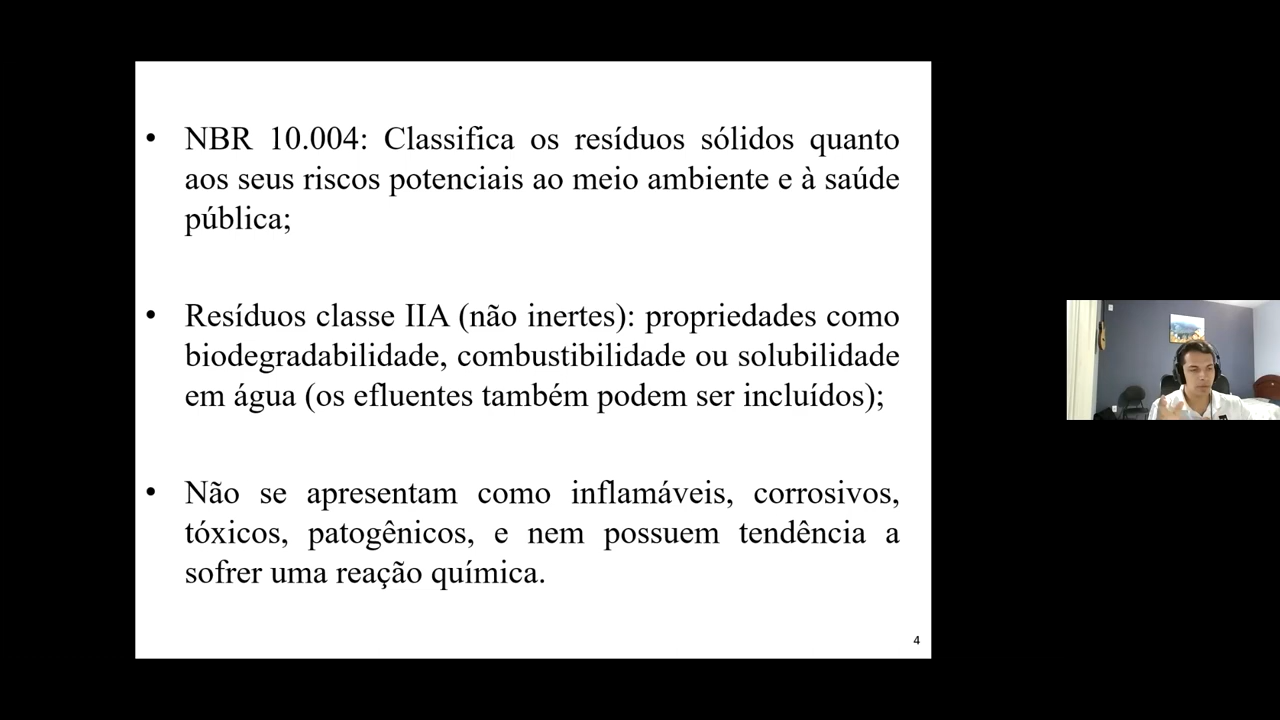 • NBR 10.004: Classifica os resíduos sólidos quanto
aos seus riscos potenciais ao meio ambiente e à saúde
pública;
• Resíduos classe IIA (não inertes): propriedades como
biodegradabilidade, combustibilidade ou solubilidade
em água (os efluentes também podem ser incluídos);
• Não se apresentam como inflamáveis, corrosivos,
tóxicos, patogênicos, e nem possuem tendência a
sofrer uma reação química.
4